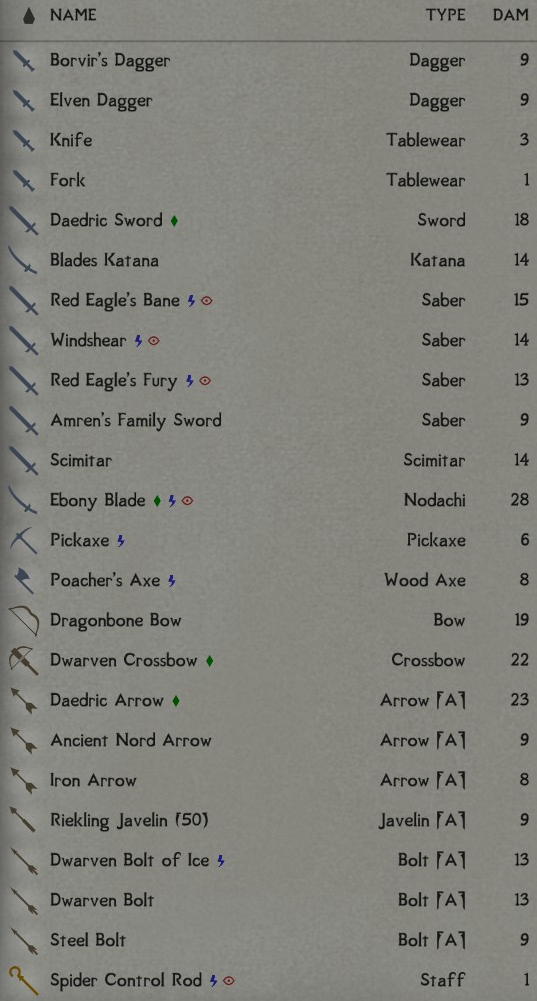 NAME TYPE DAM
Borvir's Dagger Dagger 9
Elven Dagger Dagger 9
Knife Tablewear 3
Fork Tablewear 1
Daedric Sword Sword 18
Blades Katana Katana 14
Red Eagle's Bane Saber 15
Windshear Saber 14
Red Eagle's Fury Saber 13
Amren's Family Sword Saber 9
Scimitar Scimitar 14
Ebony Blade Nodachi 28
Pickaxe Pickaxe 6
Poacher's Axe Wood Axe 8
Dragonbone Bow Bow 19
Dwarven Crossbow Crossbow 22
Daedric Arrow Arrow [A] 23
Ancient Nord Arrow Arrow [A] 9
Iron Arrow Arrow [A] 8
Riekling Javelin (50) Javelin [A] 9
Dwarven Bolt of Ice Bolt [A] 13
Dwarven Bolt Bolt [A] 13
Steel Bolt Bolt [A] 9
Spider Control Rod Staff 1